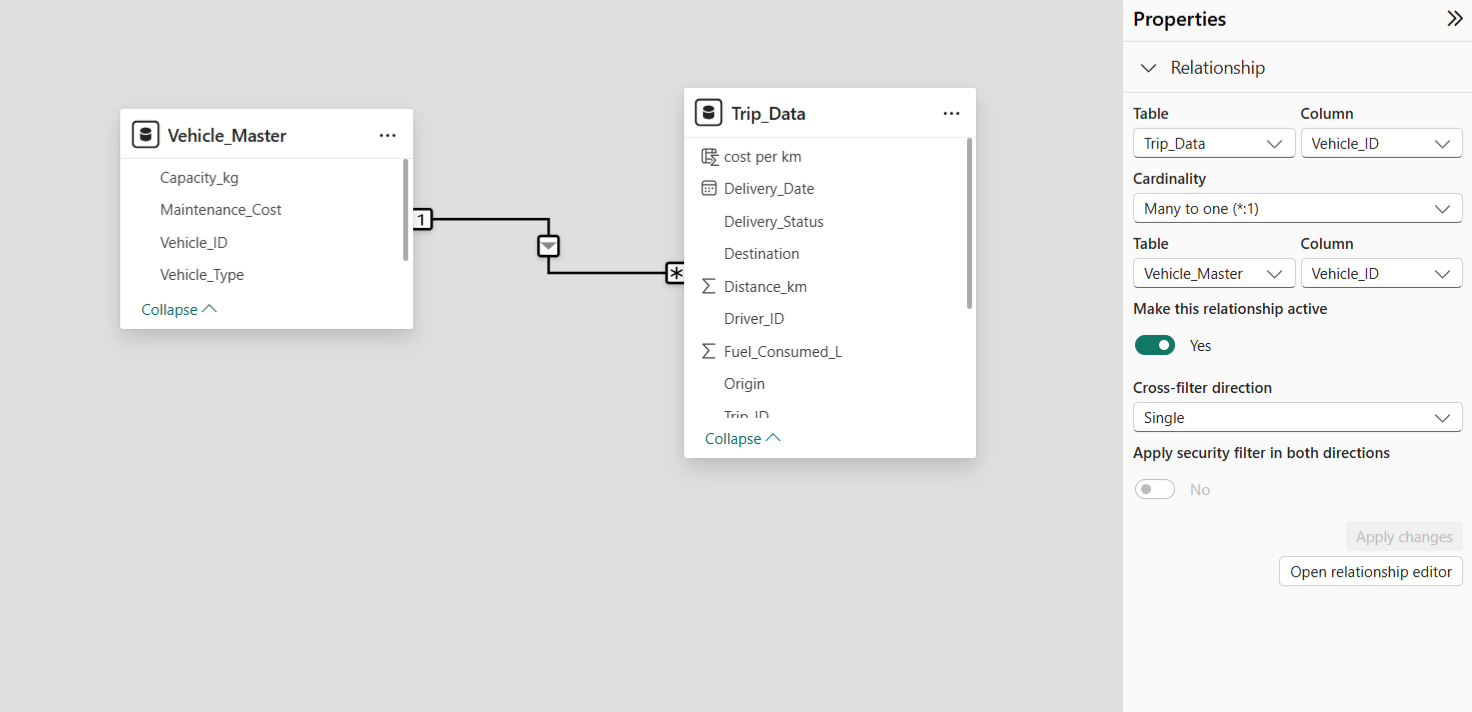 Vehicle_Master
Capacity_kg
Maintenance_Cost
Vehicle_ID
Vehicle_Type
Collapse
1
*
Trip_Data
cost per km
Delivery_Date
Delivery_Status
Destination
Distance_km
Driver_ID
Fuel_Consumed_L
Origin
Trip_ID
Collapse
Properties
Relationship
Table Column
Trip_Data Vehicle_ID
Cardinality
Many to one (*:1)
Table Column
Vehicle_Master Vehicle_ID
Make this relationship active
Yes
Cross-filter direction
Single
Apply security filter in both directions
No
Apply changes
Open relationship editor